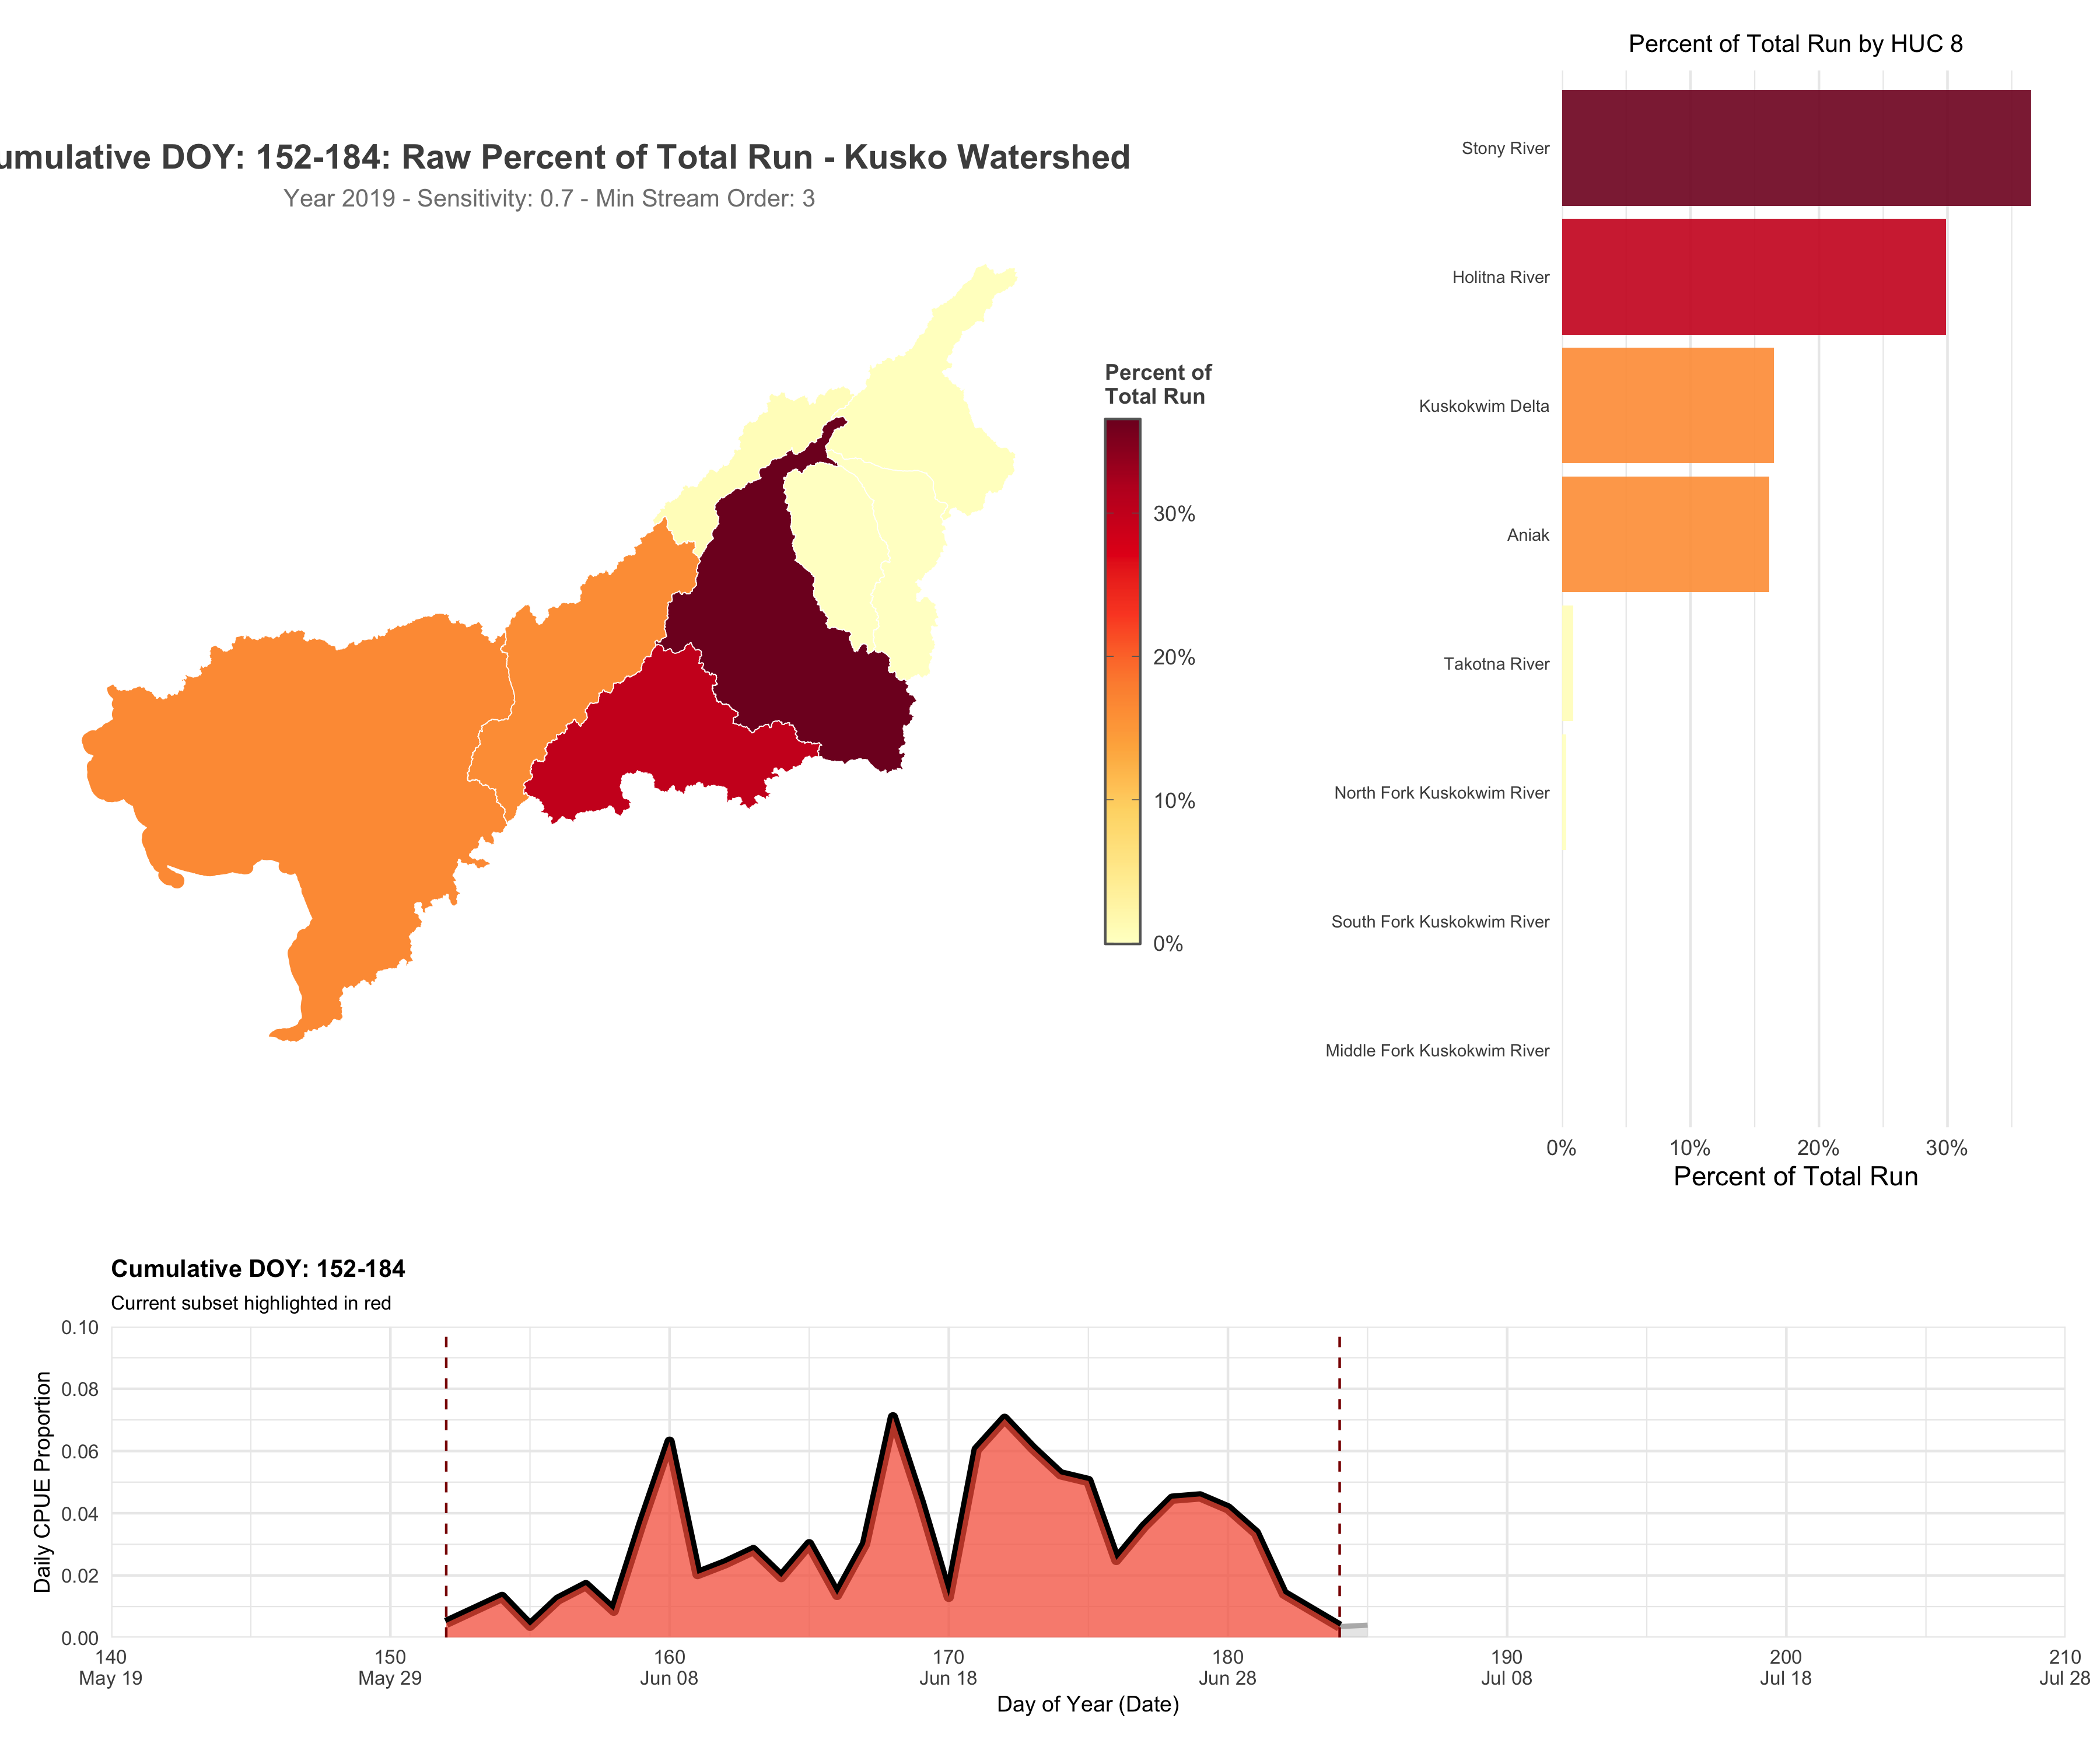 Percent of Total Run by HUC 8
umulative DOY: 152-184: Raw Percent of Total Run - Kusko Watershed
Year 2019 - Sensitivity: 0.7 - Min Stream Order: 3
Percent of
Total Run
30%
20%
10%
0%
Stony River
Holitna River
Kuskokwim Delta
Aniak
Takotna River
North Fork Kuskokwim River
South Fork Kuskokwim River
Middle Fork Kuskokwim River
0% 10% 20% 30%
Percent of Total Run
Cumulative DOY: 152-184
Current subset highlighted in red
Daily CPUE Proportion
0.10
0.08
0.06
0.04
0.02
0.00
140 150 160 170 180 190 200 210
May 19 May 29 Jun 08 Jun 18 Jun 28 Jul 08 Jul 18 Jul 28
Day of Year (Date)